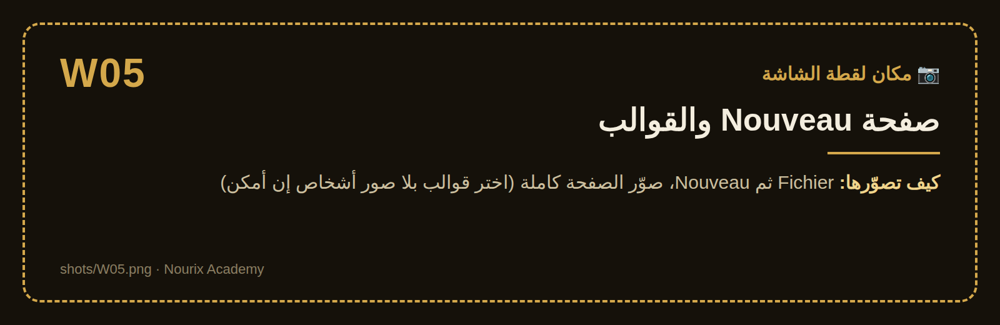 W05
📷 مكان لقطة الشاشة
صفحة Nouveau والقوالب
كيف تصوّرها: Fichier ثم Nouveau، صوّر الصفحة كاملة (اختر قوالب بلا صور أشخاص إن أمكن)
shots/W05.png · Nourix Academy